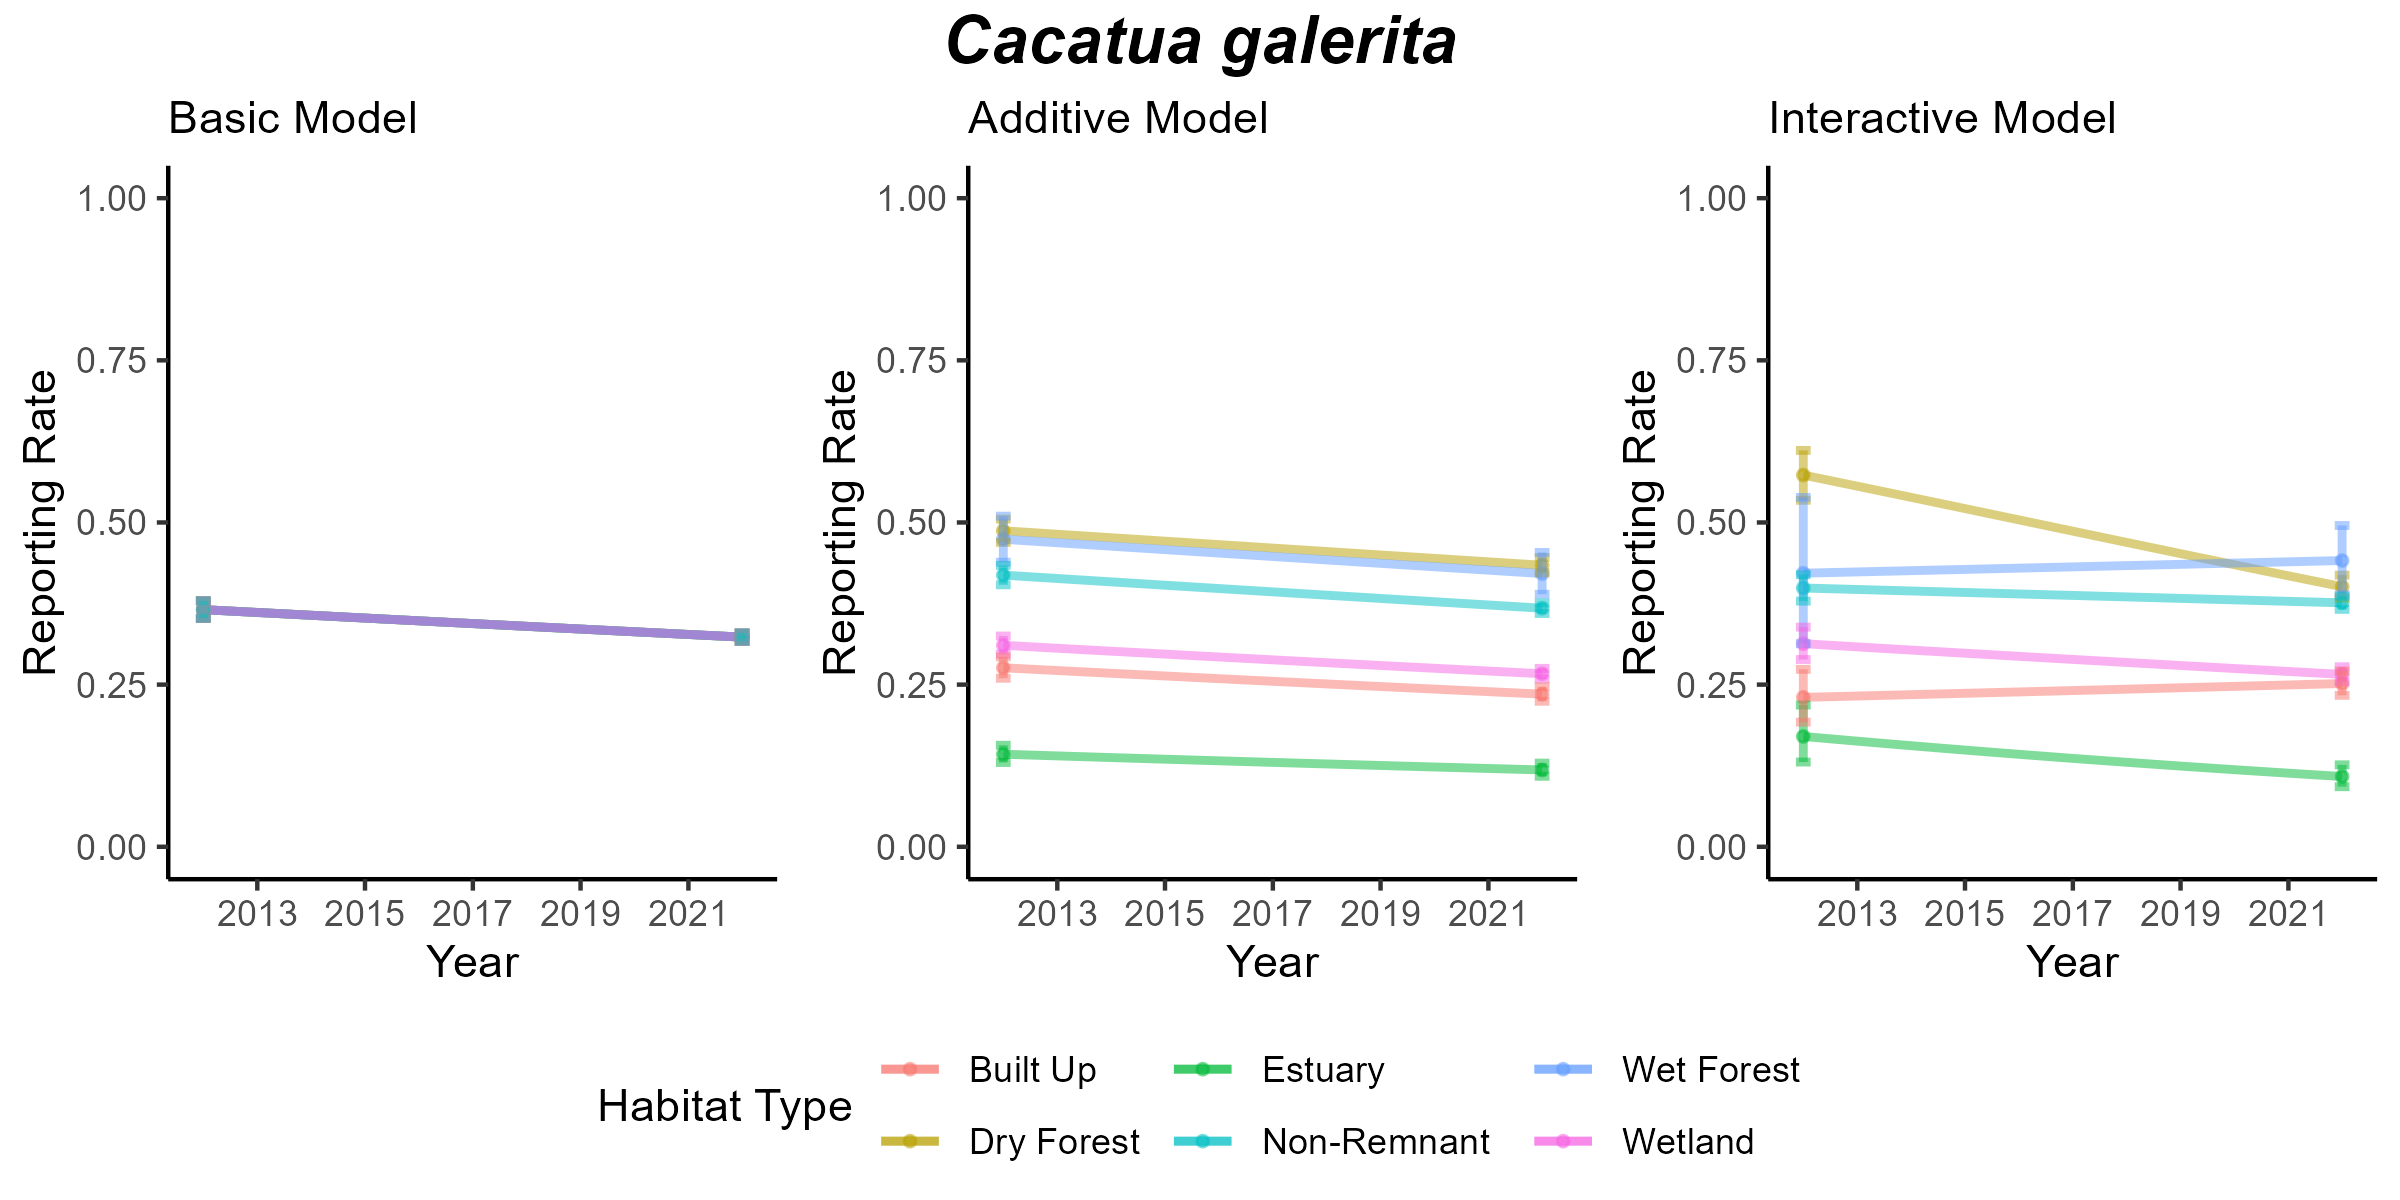 Cacatua galerita
Basic Model
Reporting Rate
1.00
0.75
0.50
0.25
0.00
2013 2015 2017 2019 2021
Year
Additive Model
Reporting Rate
1.00
0.75
0.50
0.25
0.00
2013 2015 2017 2019 2021
Year
Interactive Model
Reporting Rate
1.00
0.75
0.50
0.25
0.00
2013 2015 2017 2019 2021
Year
Habitat Type
Built Up
Estuary
Wet Forest
Dry Forest
Non-Remnant
Wetland